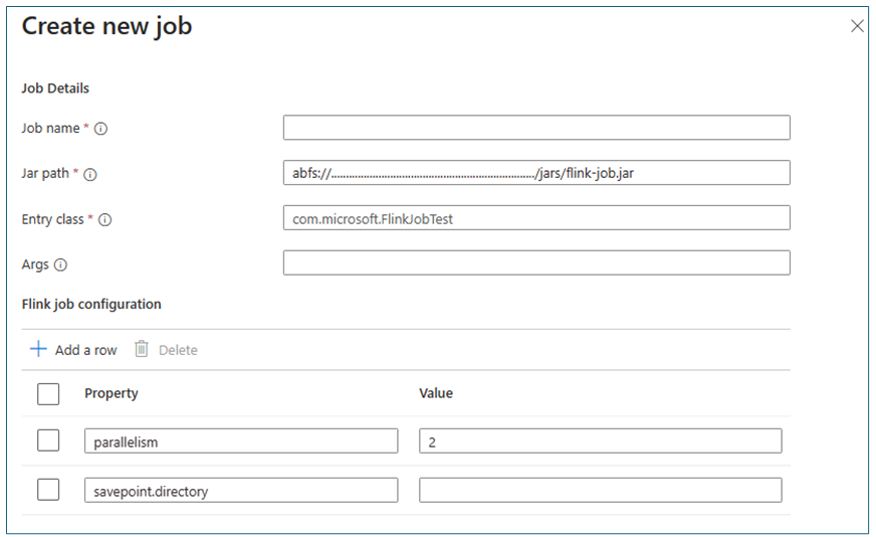 Create new job
Job Details
Job name *
Jar path * abfs://................................................................../jars/flink-job.jar
Entry class * com.microsoft.FlinkJobTest
Args
Flink job configuration
Add a row Delete
Property Value
parallelism 2
savepoint.directory